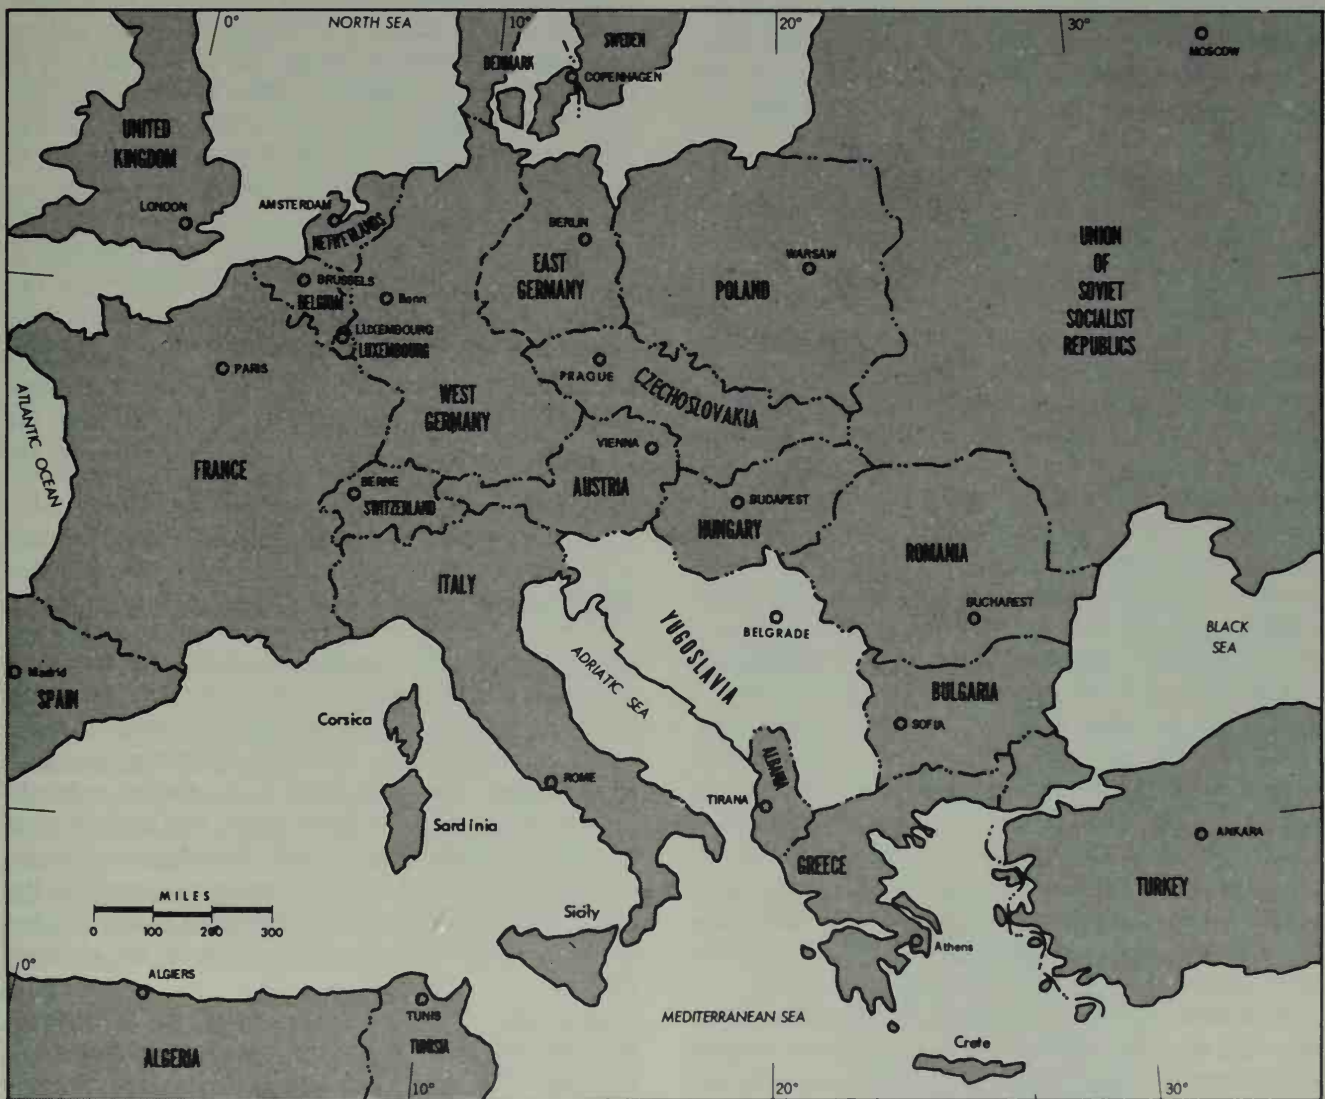 0°
NORTH SEA
10°
20°
30°
SWEDEN
DENMARK
COPENHAGEN
MOSCOW
UNITED
KINGDOM
LONDON
AMSTERDAM
NETHERLANDS
BERLIN
EAST
GERMANY
WARSAW
POLAND
UNION
OF
SOVIET
SOCIALIST
REPUBLICS
BRUSSELS
BELGIUM
Bonn
LUXEMBOURG
LUXEMBOURG
PARIS
PRAGUE
CZECHOSLOVAKIA
ATLANTIC OCEAN
WEST
GERMANY
VIENNA
FRANCE
AUSTRIA
BERNE
SWITZERLAND
BUDAPEST
HUNGARY
ROMANIA
ITALY
BUCHAREST
YUGOSLAVIA
BELGRADE
BLACK
SEA
ADRIATIC SEA
Madrid
SPAIN
BULGARIA
SOFIA
Corsica
ALBANIA
ROME
TIRANA
Sardinia
ANKARA
GREECE
TURKEY
MILES
0 100 200 300
Sicily
Athens
0°
ALGIERS
TUNIS
MEDITERRANEAN SEA
ALGERIA
TUNISIA
Crete
10°
20°
30°